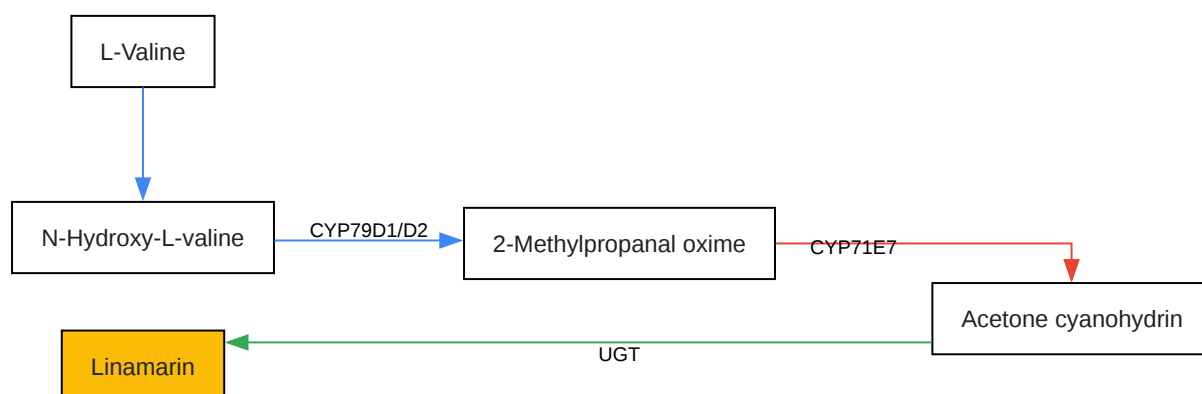 L-Valine
N-Hydroxy-L-valine
CYP79D1/D2
2-Methylpropanal oxime
CYP71E7
Acetone cyanohydrin
UGT
Linamarin